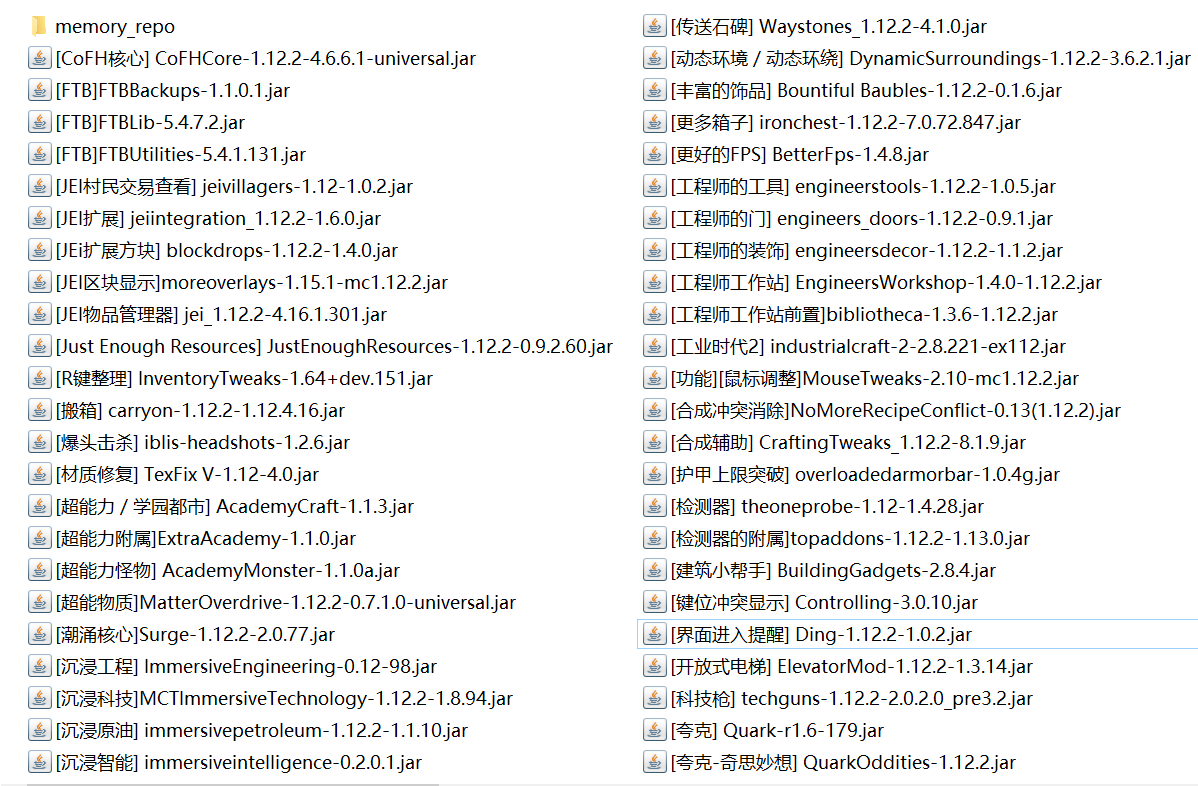 memory_repo
[CoFH核心] CoFHCore-1.12.2-4.6.6.1-universal.jar
[FTB]FTBBackups-1.1.0.1.jar
[FTB]FTBLib-5.4.7.2.jar
[FTB]FTBUtilities-5.4.1.131.jar
[JEI村民交易查看] jeivillagers-1.12-1.0.2.jar
[JEI扩展] jeiintegration_1.12.2-1.6.0.jar
[JEi扩展方块] blockdrops-1.12.2-1.4.0.jar
[JEI区块显示]moreoverlays-1.15.1-mc1.12.2.jar
[JEI物品管理器] jei_1.12.2-4.16.1.301.jar
[Just Enough Resources] JustEnoughResources-1.12.2-0.9.2.60.jar
[R键整理] InventoryTweaks-1.64+dev.151.jar
[搬箱] carryon-1.12.2-1.12.4.16.jar
[爆头击杀] iblis-headshots-1.2.6.jar
[材质修复] TexFix V-1.12-4.0.jar
[超能力 / 学园都市] AcademyCraft-1.1.3.jar
[超能力附属]ExtraAcademy-1.1.0.jar
[超能力怪物] AcademyMonster-1.1.0a.jar
[超能物质]MatterOverdrive-1.12.2-0.7.1.0-universal.jar
[潮涌核心]Surge-1.12.2-2.0.77.jar
[沉浸工程] ImmersiveEngineering-0.12-98.jar
[沉浸科技]MCTImmersiveTechnology-1.12.2-1.8.94.jar
[沉浸原油] immersivepetroleum-1.12.2-1.1.10.jar
[沉浸智能] immersiveintelligence-0.2.0.1.jar
[传送石碑] Waystones_1.12.2-4.1.0.jar
[动态环境 / 动态环绕] DynamicSurroundings-1.12.2-3.6.2.1.jar
[丰富的饰品] Bountiful Baubles-1.12.2-0.1.6.jar
[更多箱子] ironchest-1.12.2-7.0.72.847.jar
[更好的FPS] BetterFps-1.4.8.jar
[工程师的工具] engineerstools-1.12.2-1.0.5.jar
[工程师的门] engineers_doors-1.12.2-0.9.1.jar
[工程师的装饰] engineersdecor-1.12.2-1.1.2.jar
[工程师工作站] EngineersWorkshop-1.4.0-1.12.2.jar
[工程师工作站前置]bibliotheca-1.3.6-1.12.2.jar
[工业时代2] industrialcraft-2-2.8.221-ex112.jar
[功能][鼠标调整]MouseTweaks-2.10-mc1.12.2.jar
[合成冲突消除]NoMoreRecipeConflict-0.13(1.12.2).jar
[合成辅助] CraftingTweaks_1.12.2-8.1.9.jar
[护甲上限突破] overloadedarmorbar-1.0.4g.jar
[检测器] theoneprobe-1.12-1.4.28.jar
[检测器的附属]topaddons-1.12.2-1.13.0.jar
[建筑小帮手] BuildingGadgets-2.8.4.jar
[键位冲突显示] Controlling-3.0.10.jar
[界面进入提醒] Ding-1.12.2-1.0.2.jar
[开放式电梯] ElevatorMod-1.12.2-1.3.14.jar
[科技枪] techguns-1.12.2-2.0.2.0_pre3.2.jar
[夸克] Quark-r1.6-179.jar
[夸克-奇思妙想] QuarkOddities-1.12.2.jar